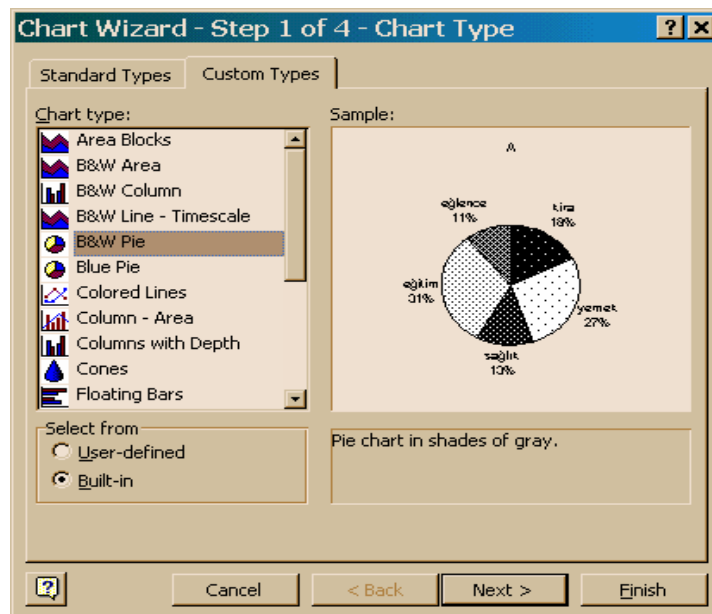 Chart Wizard - Step 1 of 4 - Chart Type
Standard Types
Custom Types
Chart type:
Area Blocks
B&W Area
B&W Column
B&W Line - Timescale
B&W Pie
Blue Pie
Colored Lines
Column - Area
Columns with Depth
Cones
Floating Bars
Select from
User-defined
Built-in
Sample:
A
eğlence
11%
kira
18%
eğitim
31%
yemek
27%
sağlık
13%
Pie chart in shades of gray.
Cancel
< Back
Next >
Finish